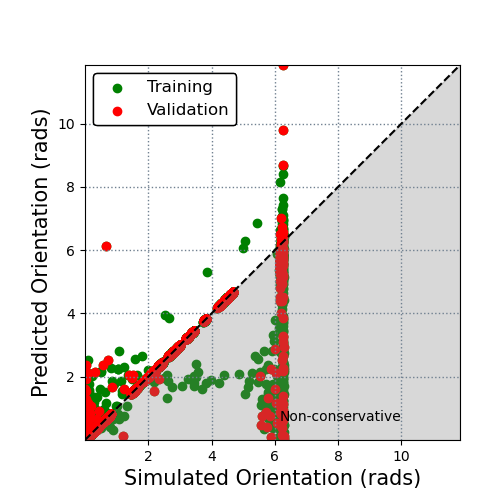 Training
Validation
10
8
6
4
2
Predicted Orientation (rads)
Non-conservative
2
4
6
8
10
Simulated Orientation (rads)